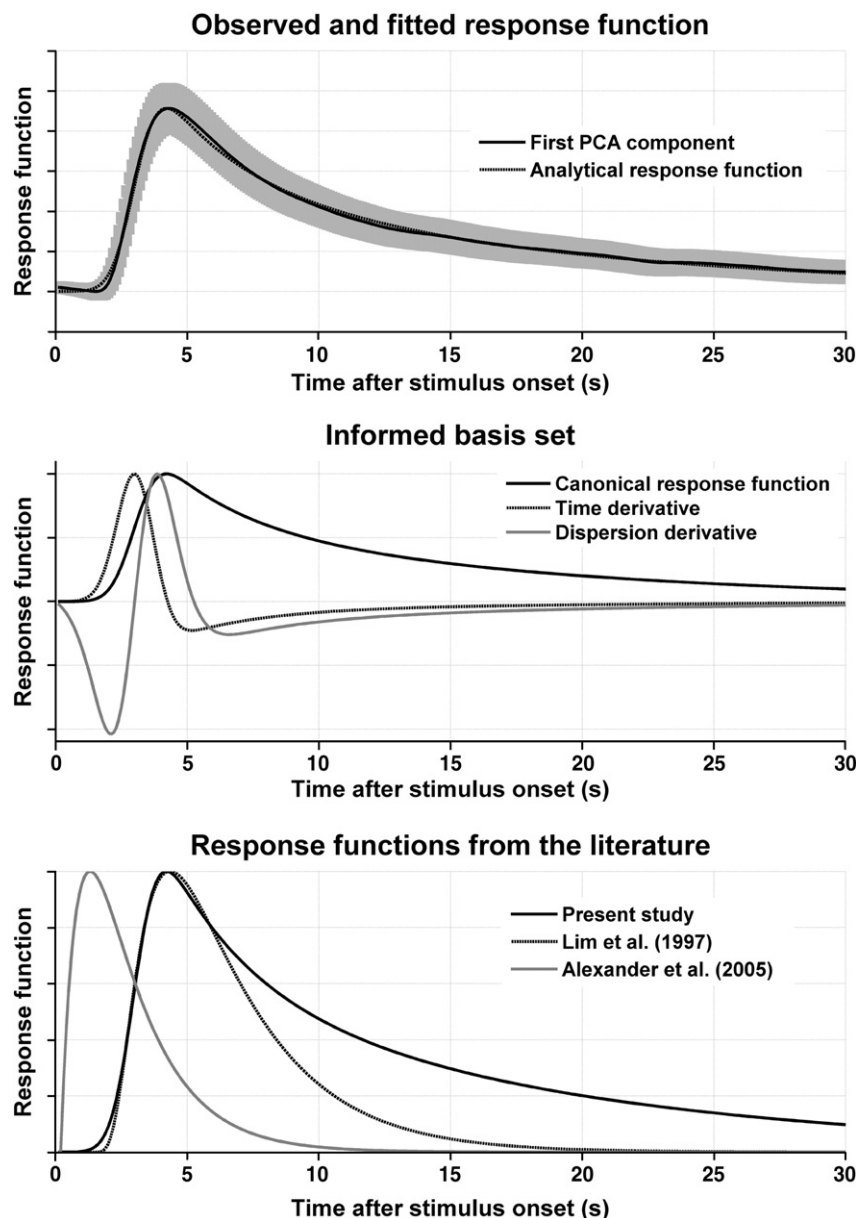 Observed and fitted response function
Response function
First PCA component
Analytical response function
0 5 10 15 20 25 30
Time after stimulus onset (s)
Informed basis set
Response function
Canonical response function
Time derivative
Dispersion derivative
0 5 10 15 20 25 30
Time after stimulus onset (s)
Response functions from the literature
Response function
Present study
Lim et al. (1997)
Alexander et al. (2005)
0 5 10 15 20 25 30
Time after stimulus onset (s)